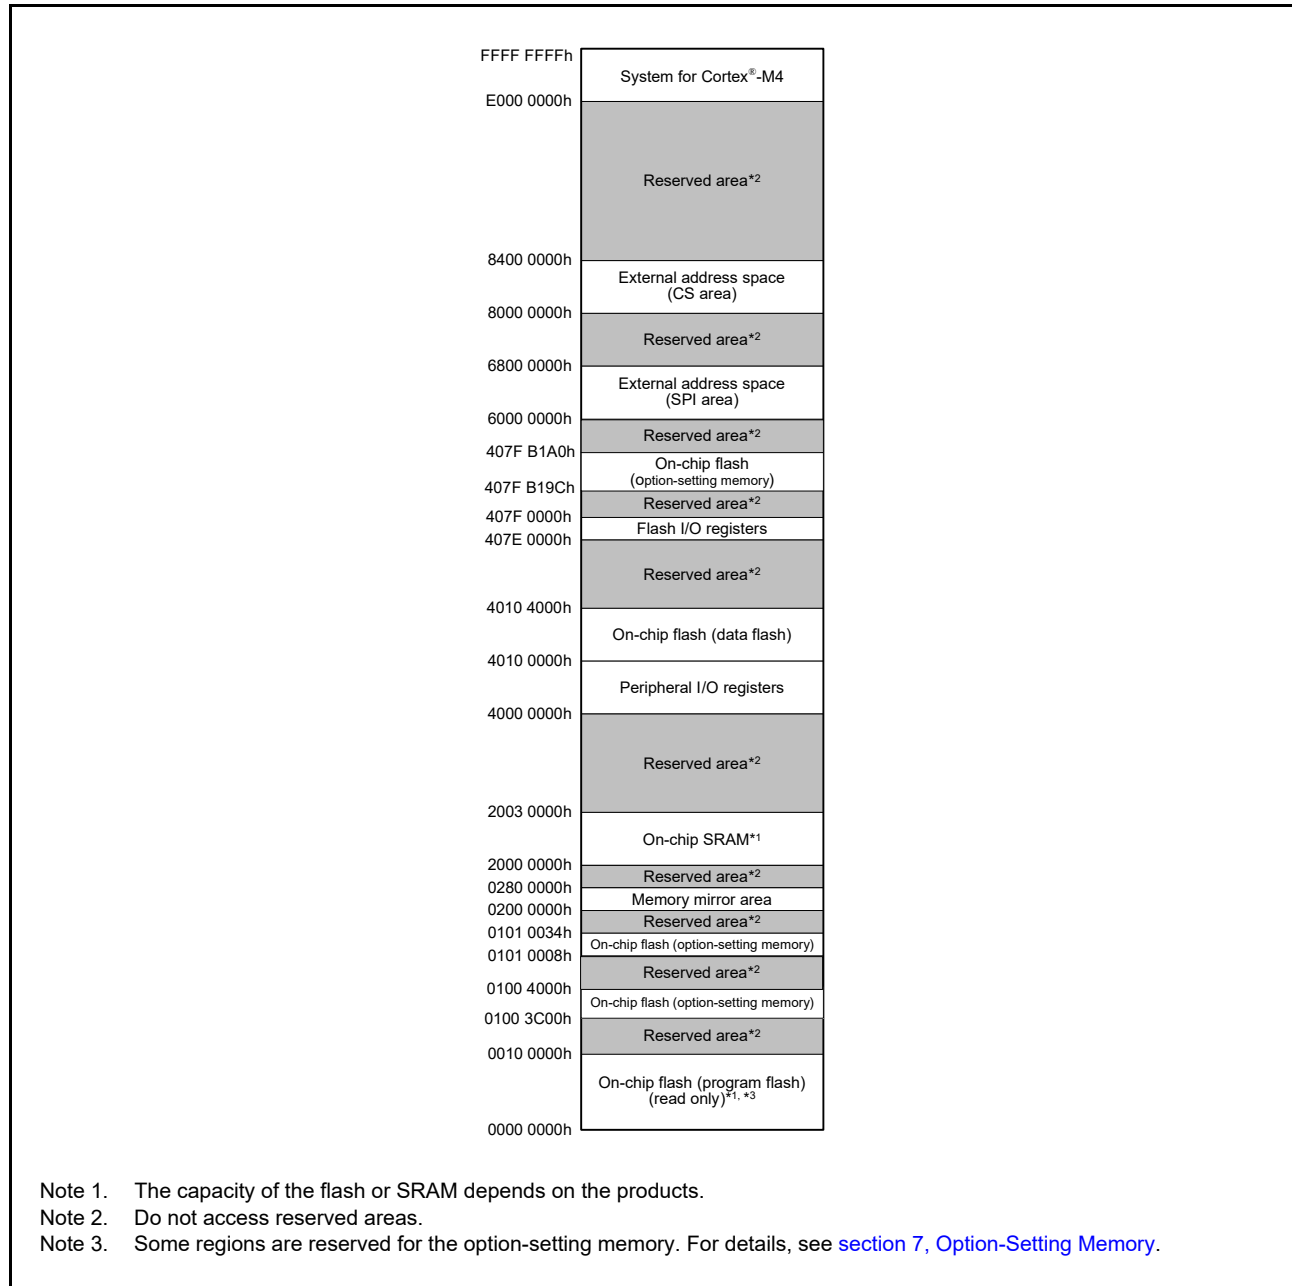 FFFF FFFFh
System for Cortex®-M4
E000 0000h
Reserved area*2
8400 0000h
External address space
(CS area)
8000 0000h
Reserved area*2
6800 0000h
External address space
(SPI area)
6000 0000h
Reserved area*2
407F B1A0h
On-chip flash
(option-setting memory)
407F B19Ch
Reserved area*2
407F 0000h
Flash I/O registers
407E 0000h
Reserved area*2
4010 4000h
On-chip flash (data flash)
4010 0000h
Peripheral I/O registers
4000 0000h
Reserved area*2
2003 0000h
On-chip SRAM*1
2000 0000h
Reserved area*2
0280 0000h
Memory mirror area
0200 0000h
Reserved area*2
0101 0034h
On-chip flash (option-setting memory)
0101 0008h
Reserved area*2
0100 4000h
On-chip flash (option-setting memory)
0100 3C00h
Reserved area*2
0010 0000h
On-chip flash (program flash)
(read only)*1, *3
0000 0000h
Note 1. The capacity of the flash or SRAM depends on the products.
Note 2. Do not access reserved areas.
Note 3. Some regions are reserved for the option-setting memory. For details, see section 7, Option-Setting Memory.